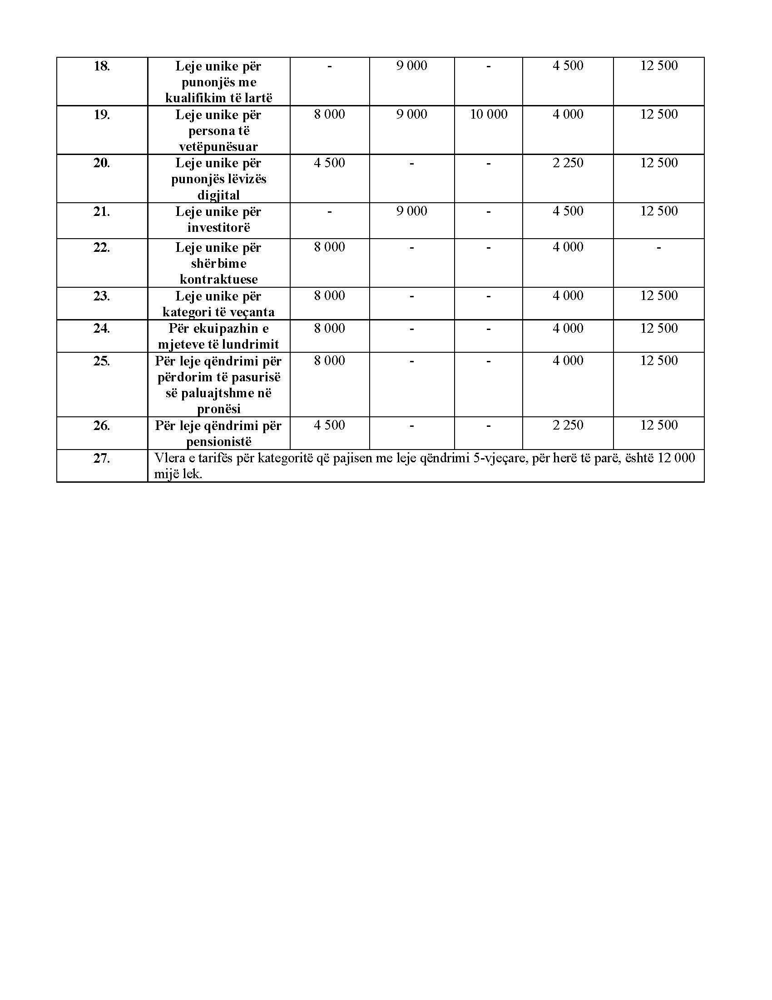 18. Leje unike për - 9 000 - 4 500 12 500
punonjës me
kualifikim të lartë
19. Leje unike për 8 000 9 000 10 000 4 000 12 500
persona të
vetëpunësuar
20. Leje unike për 4 500 - - 2 250 12 500
punonjës lëvizës
digjital
21. Leje unike për - 9 000 - 4 500 12 500
investitorë
22. Leje unike për 8 000 - - 4 000 -
shërbime
kontraktuese
23. Leje unike për 8 000 - - 4 000 12 500
kategori të veçanta
24. Për ekuipazhin e 8 000 - - 4 000 12 500
mjeteve të lundrimit
25. Për leje qëndrimi për 8 000 - - 4 000 12 500
përdorim të pasurisë
së paluajtshme në
pronësi
26. Për leje qëndrimi për 4 500 - - 2 250 12 500
pensionistë
27. Vlera e tarifës për kategoritë që pajisen me leje qëndrimi 5-vjeçare, për herë të parë, është 12 000
mijë lek.